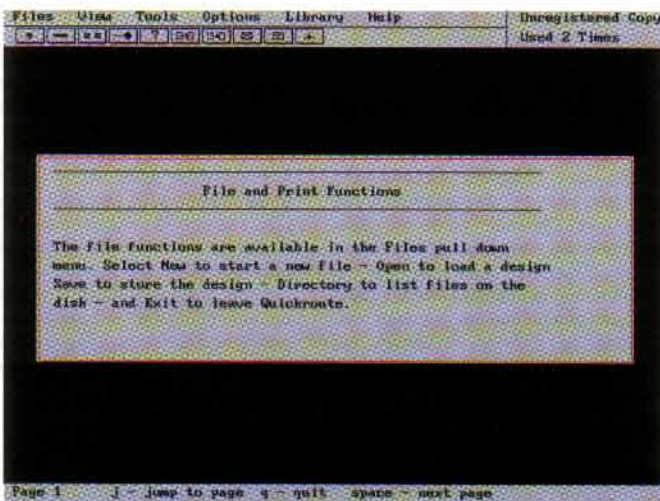 Files View Tools Options Library Help
Unregistered Copy
Used 2 Times
?
File and Print Functions
The file functions are available in the Files pull down
menu. Select New to start a new file - Open to load a design
Save to store the design - Directory to list files on the
disk - and Exit to leave Quickroute.
Page 1 j - jump to page q - quit space - next page